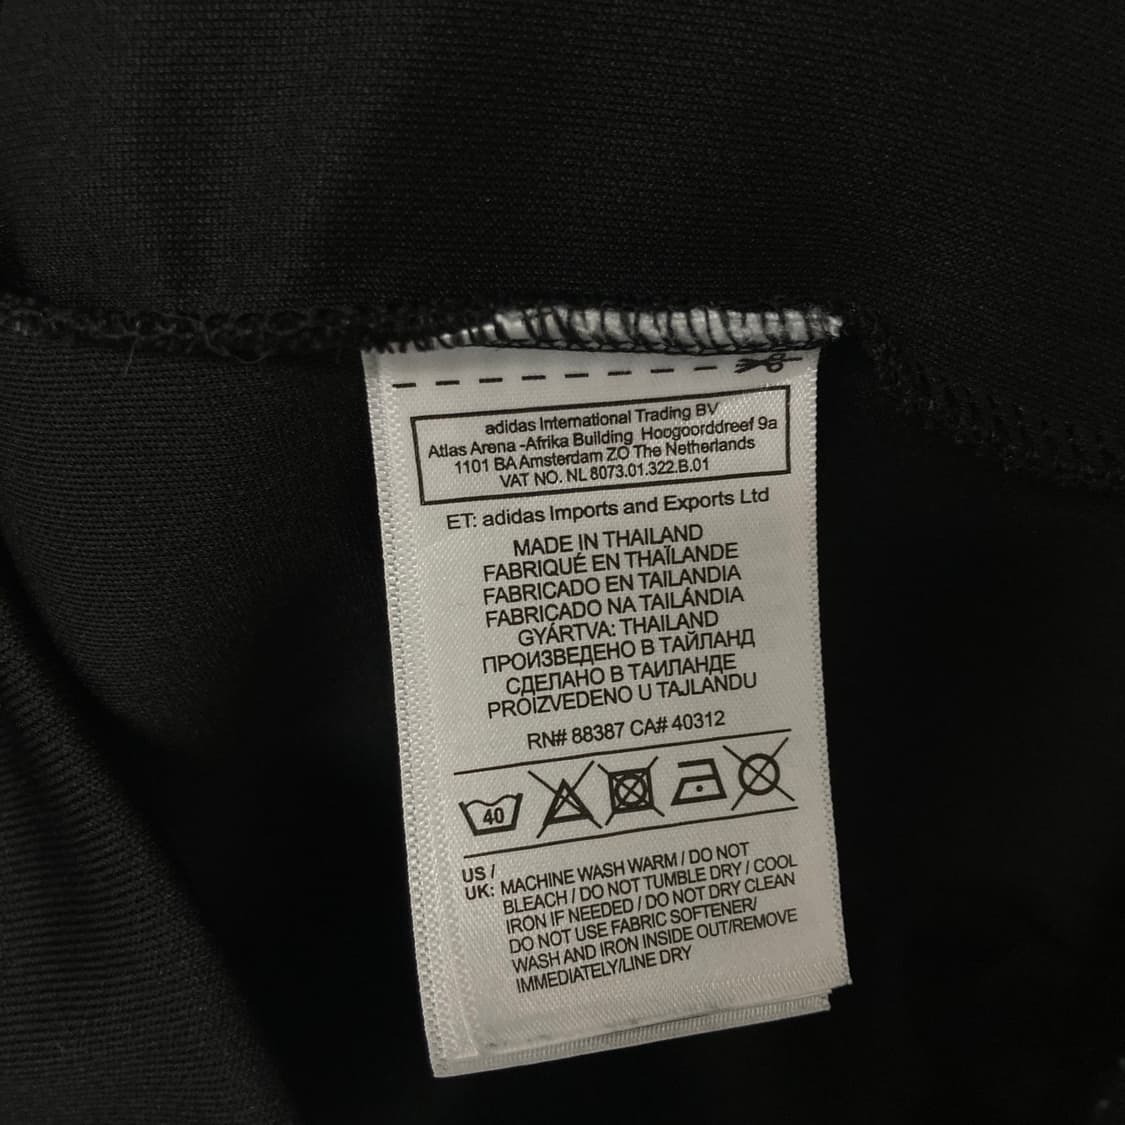 adidas International Trading BV
Atlas Arena -Afrika Building Hoogoorddreef 9a
1101 BA Amsterdam ZO The Netherlands
VAT NO. NL 8073.01.322.B.01
ET: adidas Imports and Exports Ltd
MADE IN THAILAND
FABRIQUÉ EN THAÏLANDE
FABRICADO EN TAILANDIA
FABRICADO NA TAILÁNDIA
GYÁRTVA: THAILAND
ПРОИЗВЕДЕНО В ТАЙЛАНД
СДЕЛАНО В ТАИЛАНДЕ
PROIZVEDENO U TAJLANDU
RN# 88387 CA# 40312
40
US /
UK: MACHINE WASH WARM / DO NOT
BLEACH / DO NOT TUMBLE DRY / COOL
IRON IF NEEDED / DO NOT DRY CLEAN
DO NOT USE FABRIC SOFTENER/
WASH AND IRON INSIDE OUT/REMOVE
IMMEDIATELY/LINE DRY